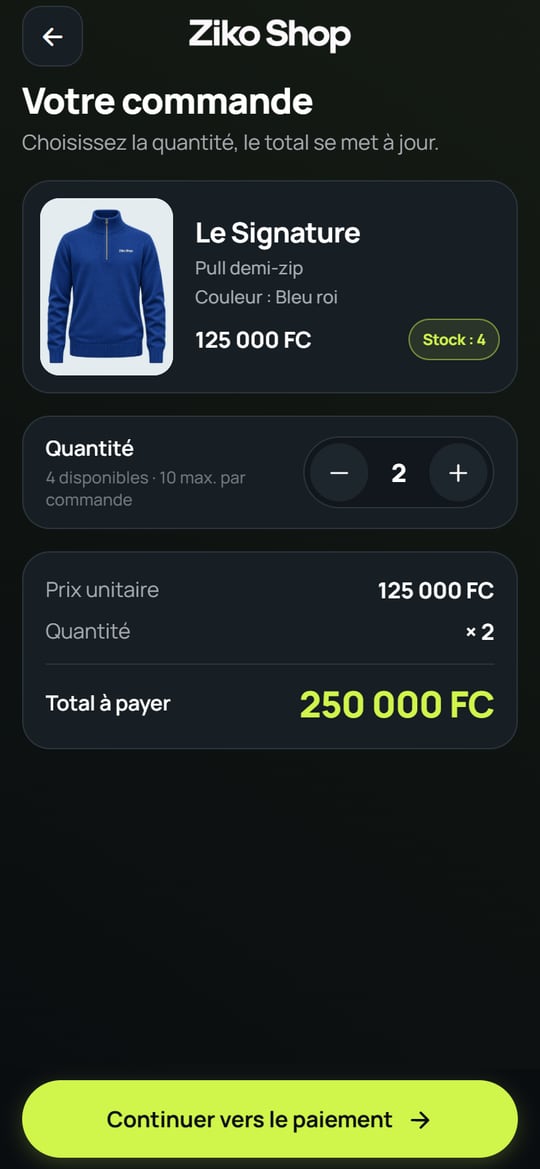 Ziko Shop
Votre commande
Choisissez la quantité, le total se met à jour.
Ziko Shop
Le Signature
Pull demi-zip
Couleur : Bleu roi
125 000 FC
Stock : 4
Quantité
4 disponibles · 10 max. par
commande
2
Prix unitaire
125 000 FC
Quantité
× 2
Total à payer
250 000 FC
Continuer vers le paiement